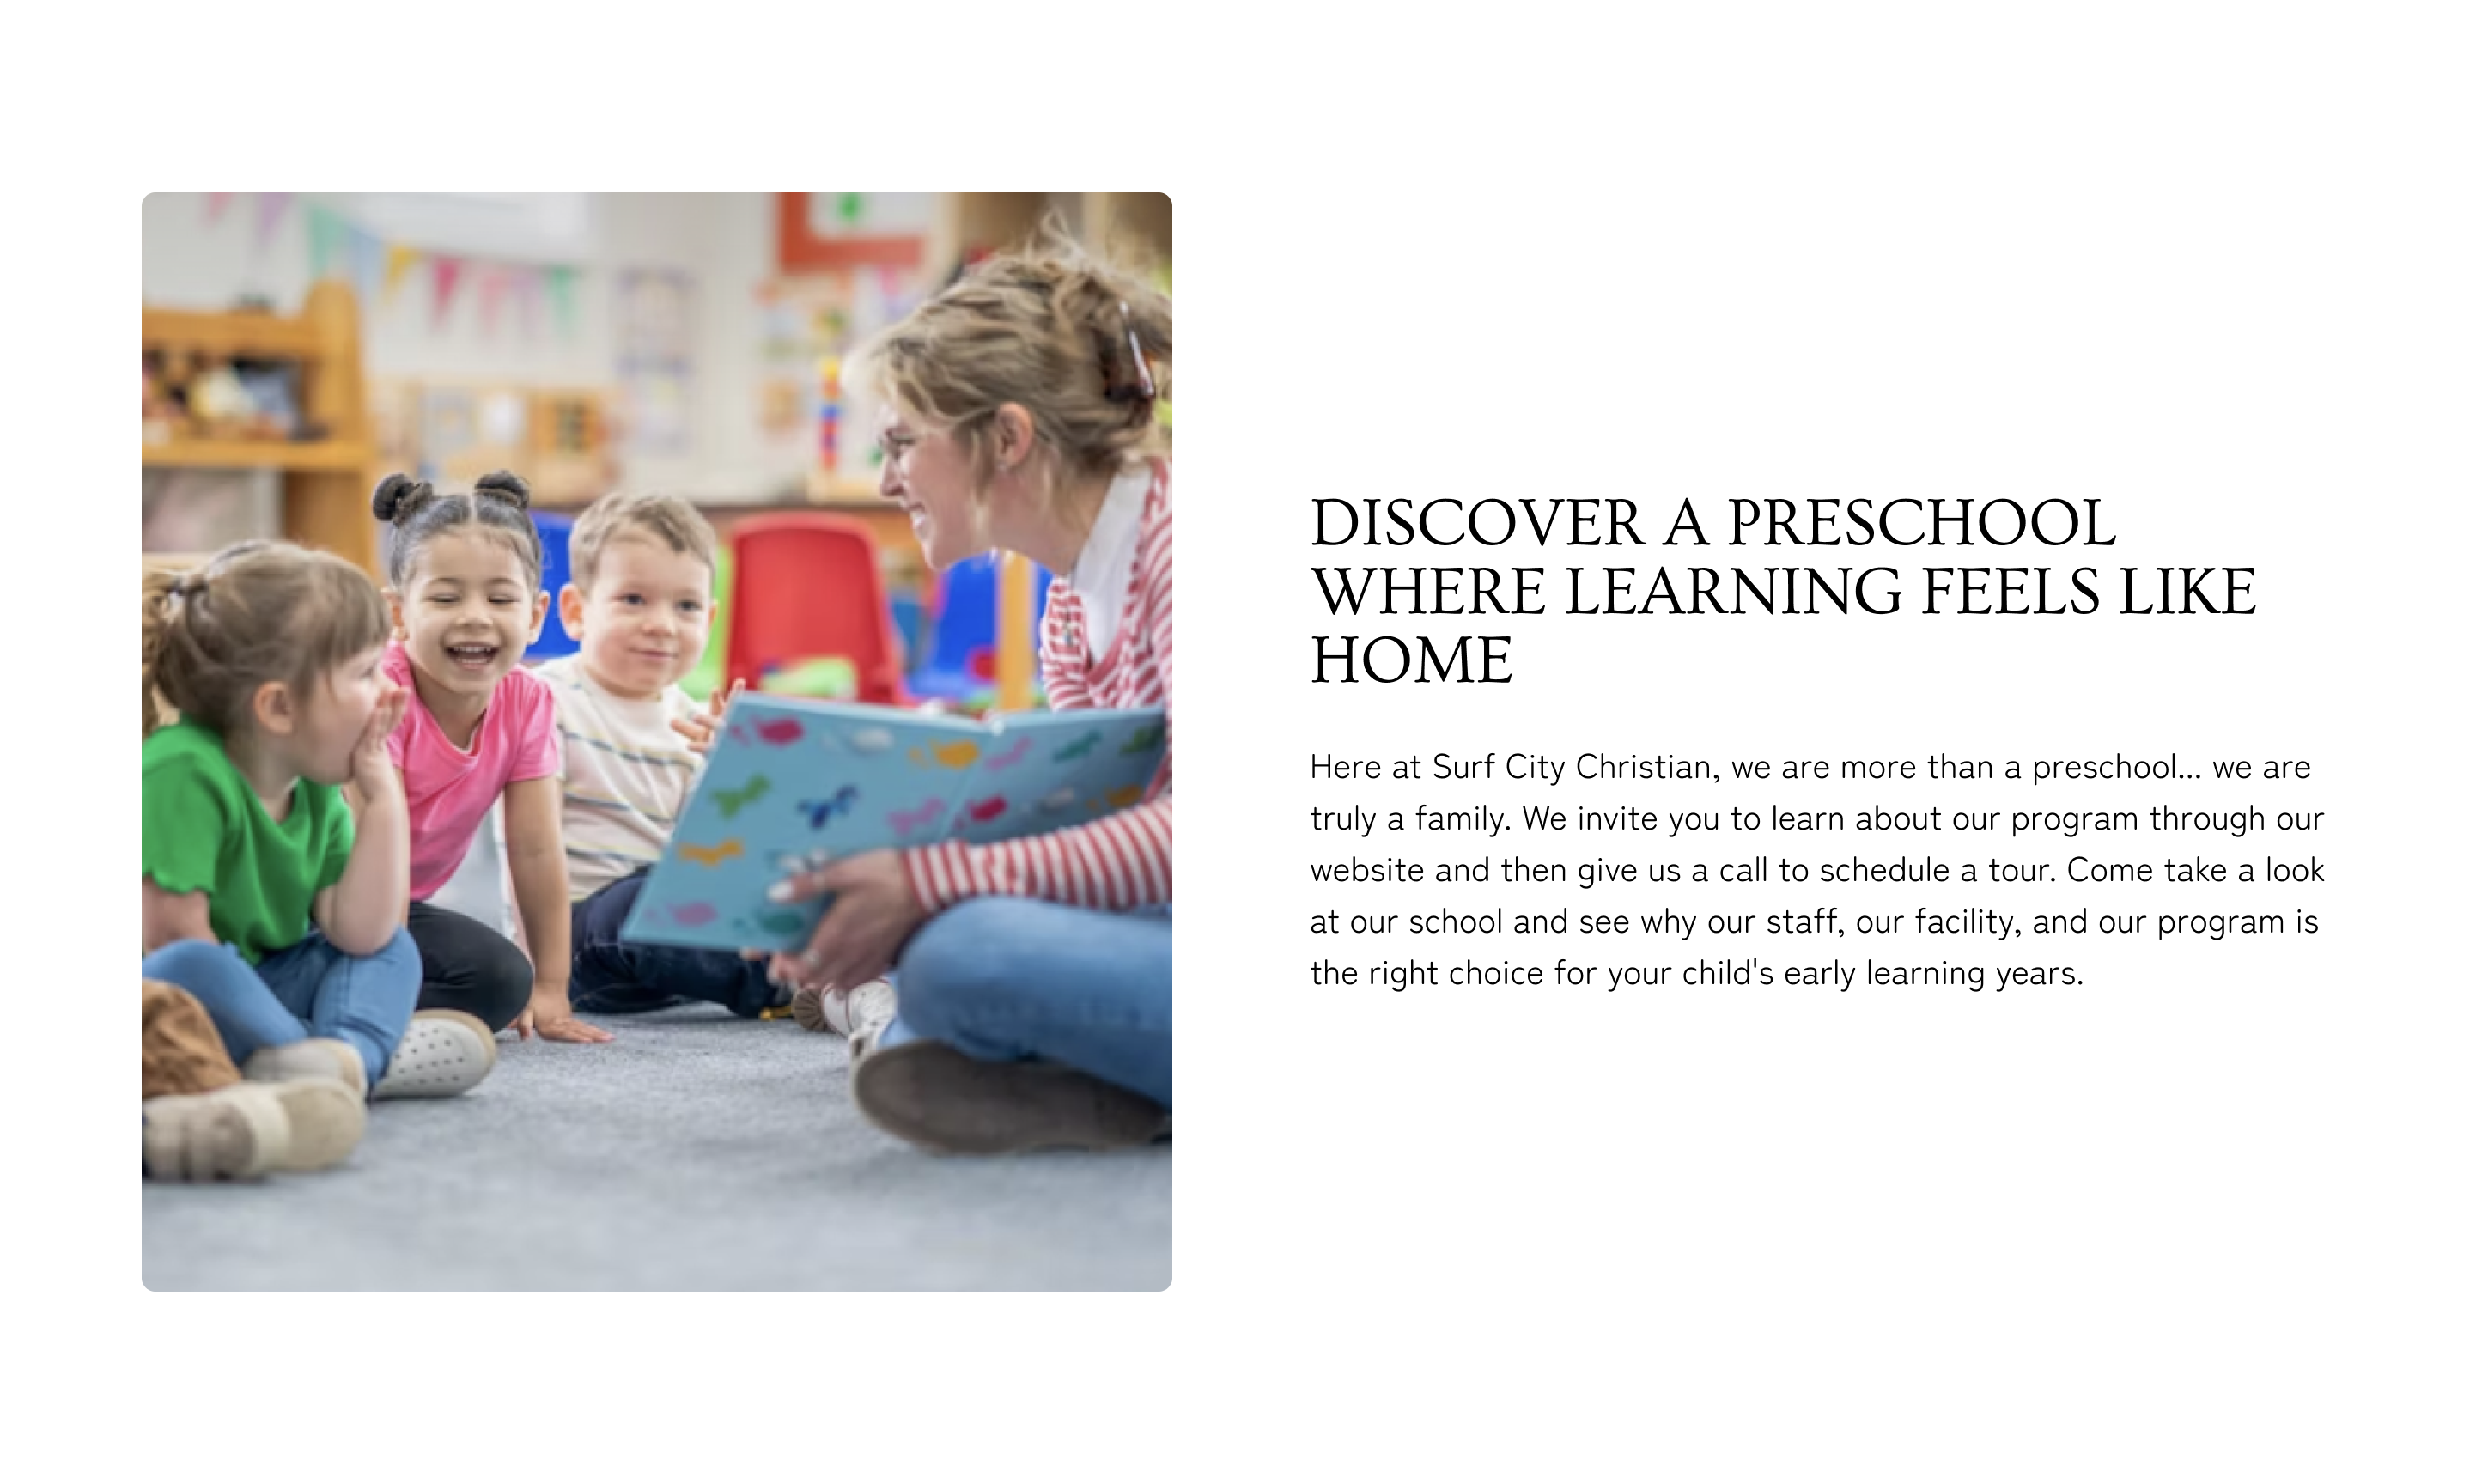 DISCOVER A PRESCHOOL
WHERE LEARNING FEELS LIKE
HOME
Here at Surf City Christian, we are more than a preschool... we are
truly a family. We invite you to learn about our program through our
website and then give us a call to schedule a tour. Come take a look
at our school and see why our staff, our facility, and our program is
the right choice for your child's early learning years.